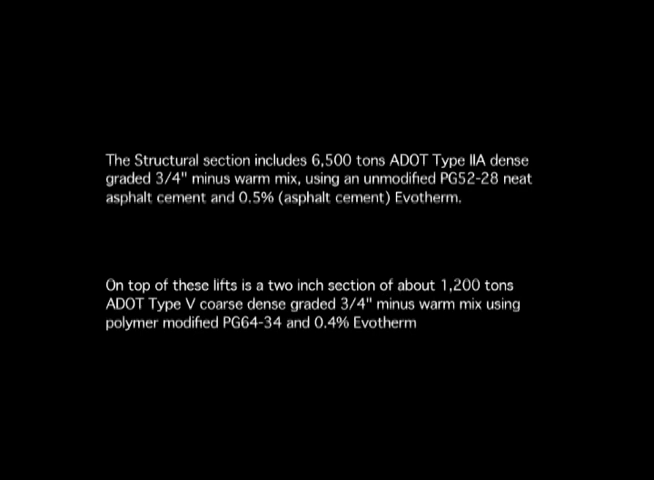 The Structural section includes 6,500 tons ADOT Type IIA dense
graded 3/4" minus warm mix, using an unmodified PG52-28 neat
asphalt cement and 0.5% (asphalt cement) Evotherm.
On top of these lifts is a two inch section of about 1,200 tons
ADOT Type V coarse dense graded 3/4" minus warm mix using
polymer modified PG64-34 and 0.4% Evotherm